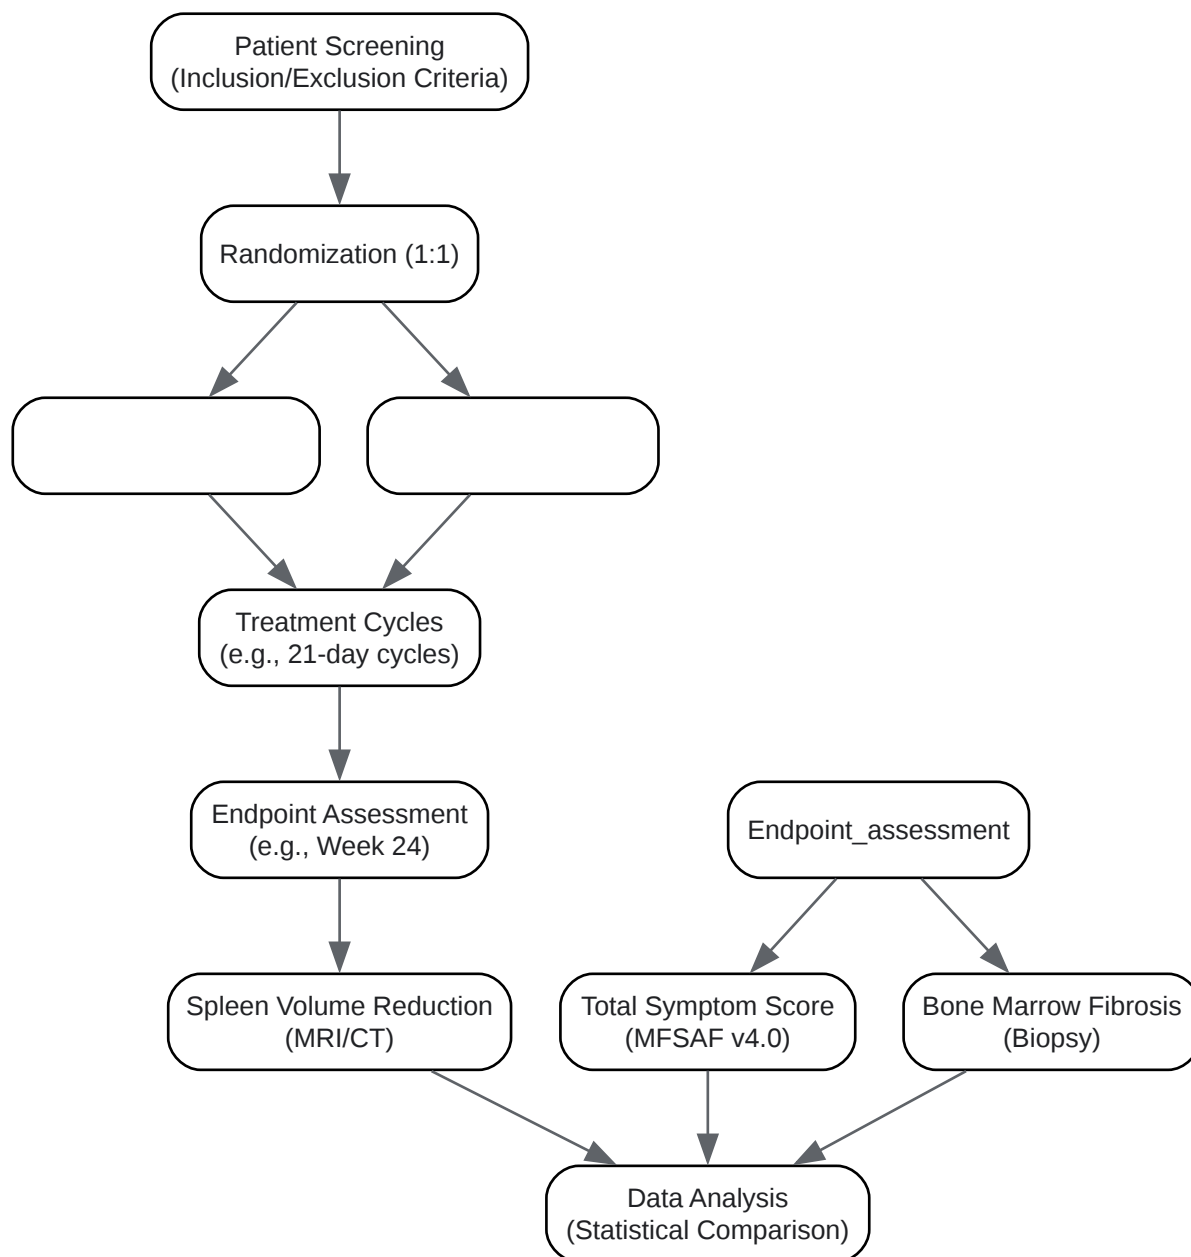 Patient Screening
(Inclusion/Exclusion Criteria)
Randomization (1:1)
Treatment Cycles
(e.g., 21-day cycles)
Endpoint Assessment
(e.g., Week 24)
Endpoint_assessment
Spleen Volume Reduction
(MRI/CT)
Total Symptom Score
(MFSAF v4.0)
Bone Marrow Fibrosis
(Biopsy)
Data Analysis
(Statistical Comparison)